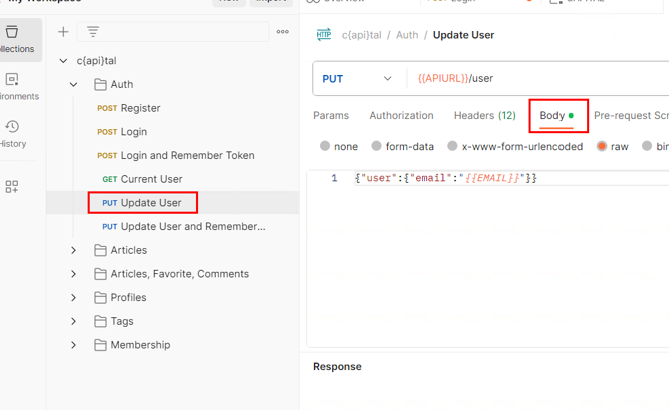 My Workspace
New
Import
Overview
POST Login
CAPITAL
Collections
Environments
History
c{api}tal
Auth
POST Register
POST Login
POST Login and Remember Token
GET Current User
PUT Update User
PUT Update User and Remember...
Articles
Articles, Favorite, Comments
Profiles
Tags
Membership
HTTP c{api}tal / Auth / Update User
PUT {{APIURL}}/user
Params Authorization Headers (12) Body Pre-request Scr
none form-data x-www-form-urlencoded raw bin
1 {"user":{"email":"{{EMAIL}}"}}
Response